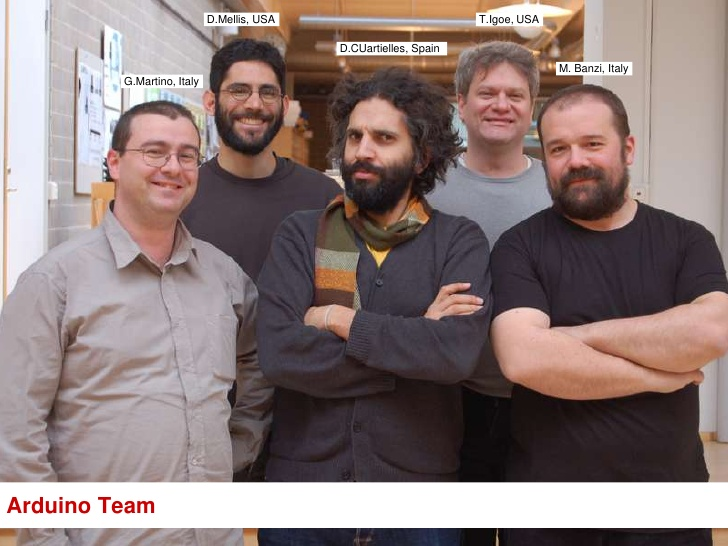 D.Mellis, USA
T.Igoe, USA
D.CUartielles, Spain
M. Banzi, Italy
G.Martino, Italy
Arduino Team